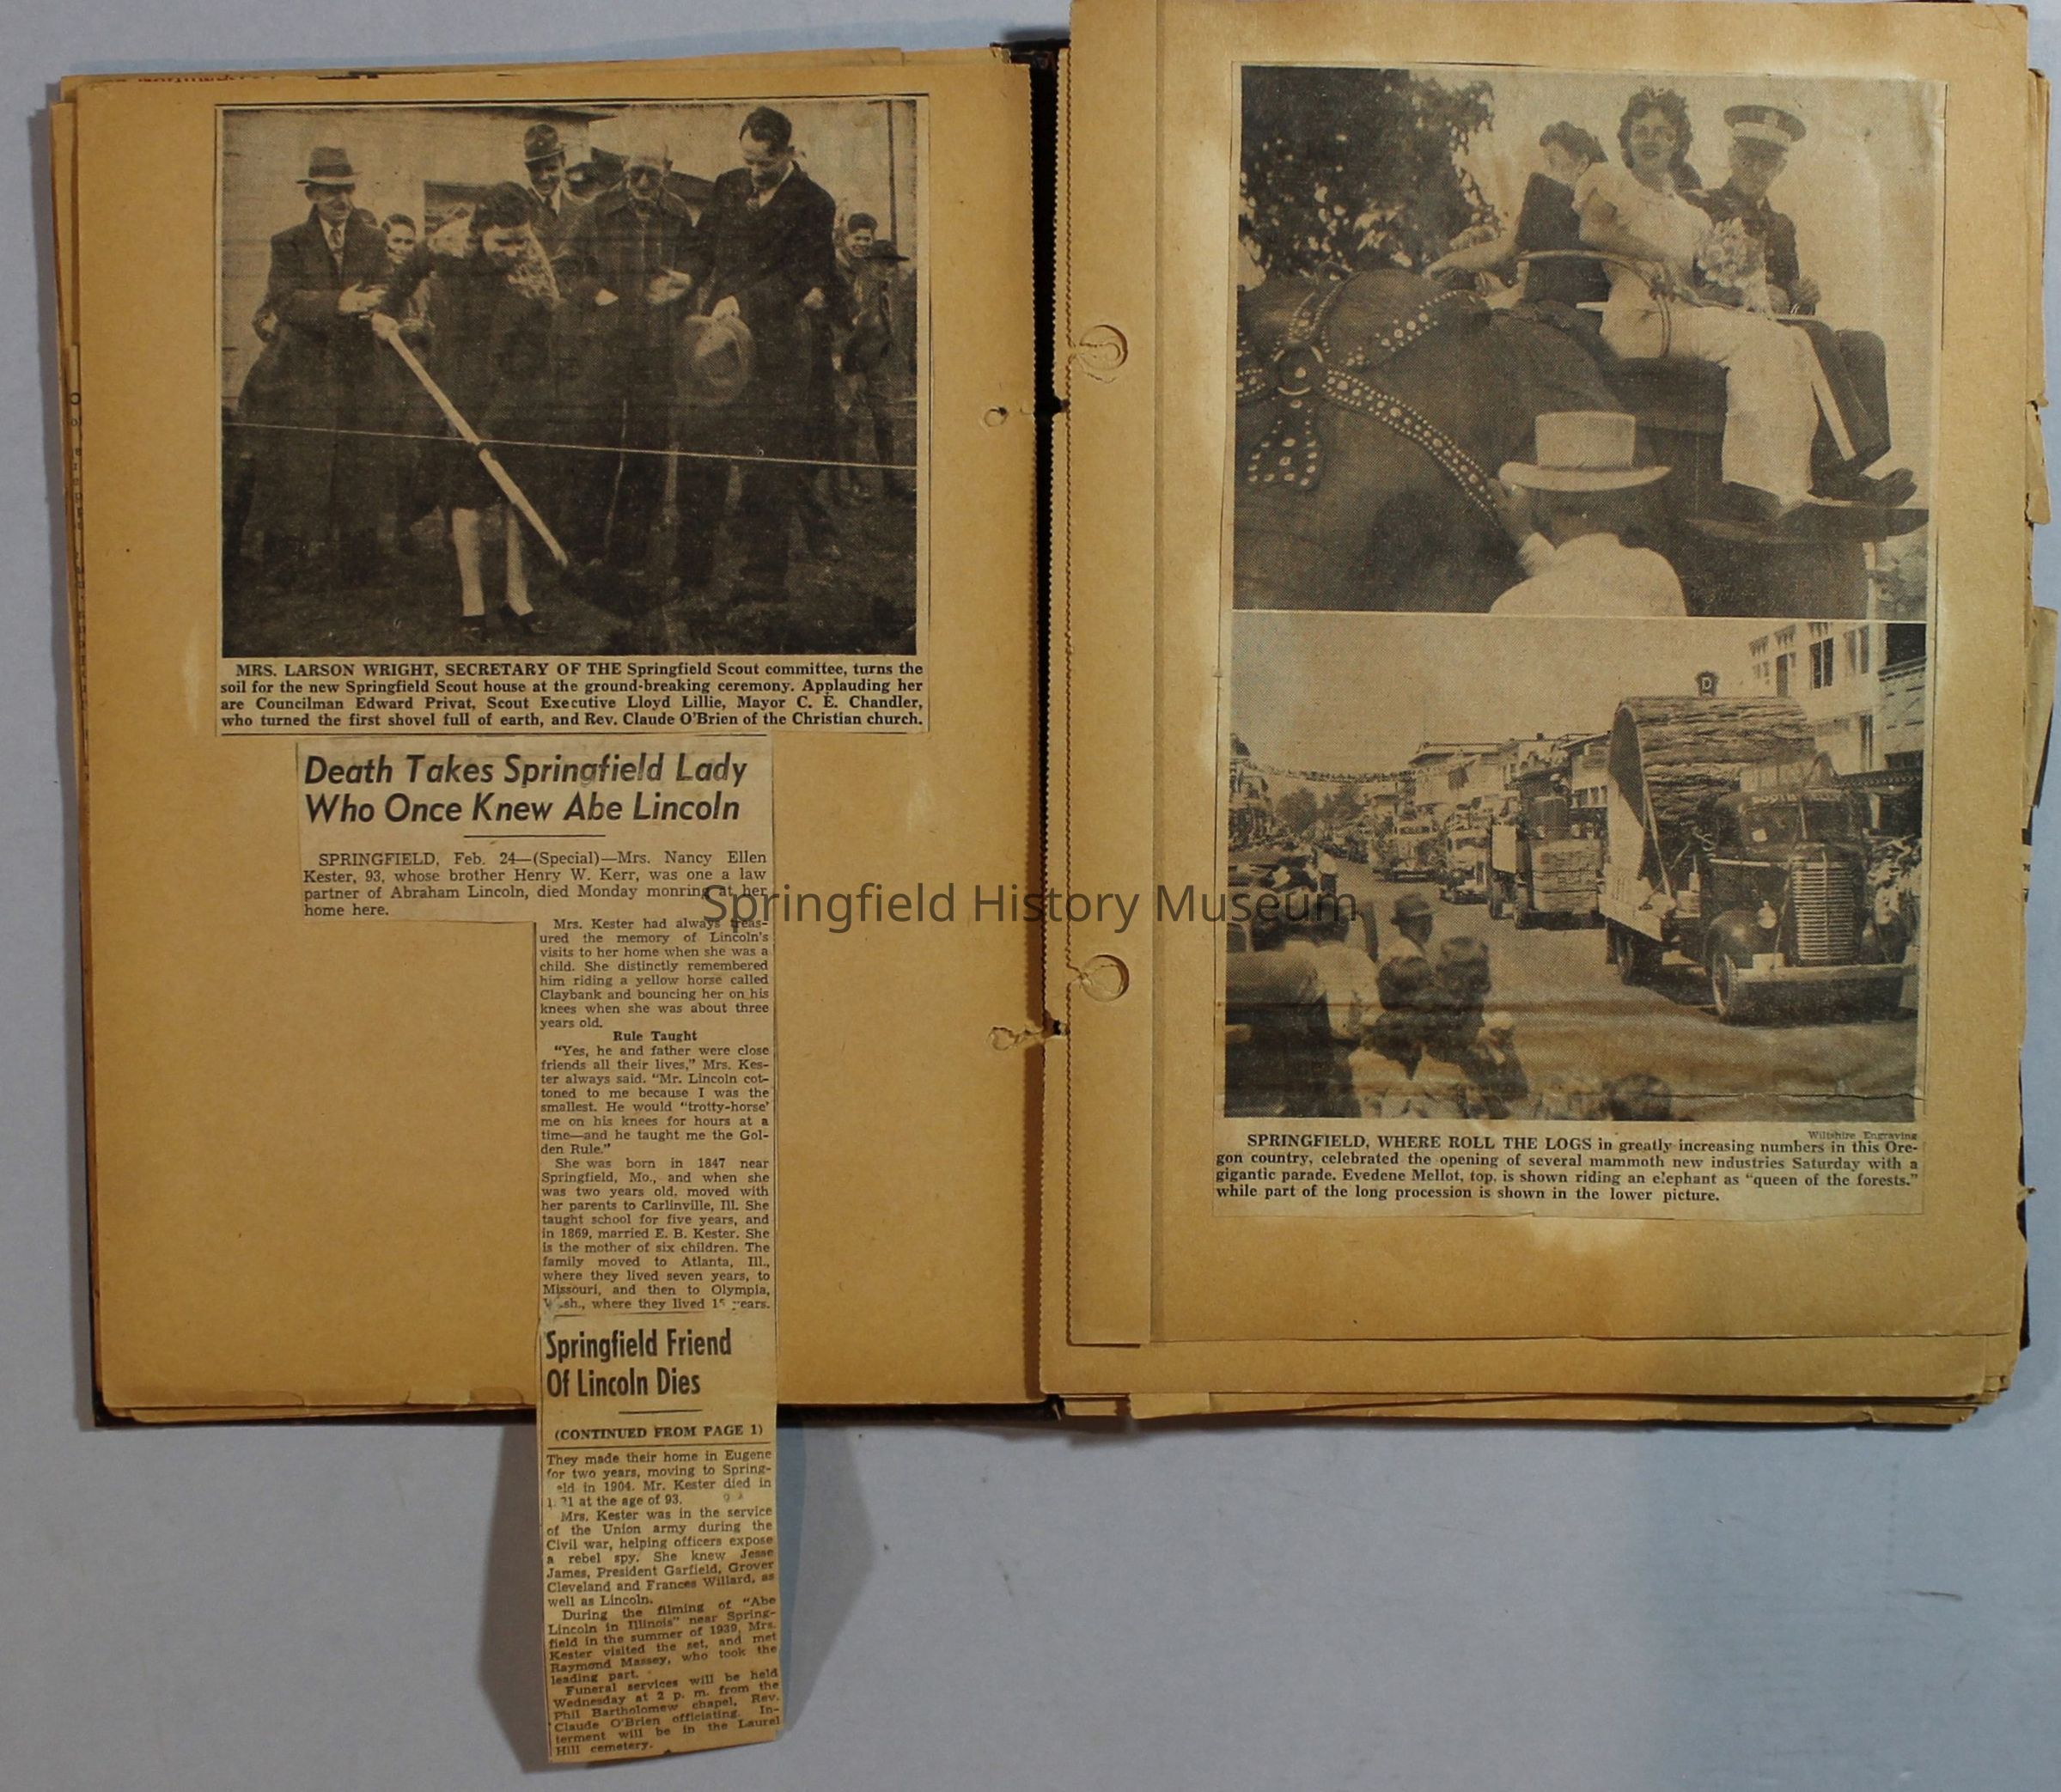 MRS. LARSON WRIGHT, SECRETARY OF THE Springfield Scout committee, turns the
soil for the new Springfield Scout house at the ground-breaking ceremony. Applauding her
are Councilman Edward Privat, Scout Executive Lloyd Lillie, Mayor C. E. Chandler,
who turned the first shovel full of earth, and Rev. Claude O'Brien of the Christian church.
Death Takes Springfield Lady
Who Once Knew Abe Lincoln
SPRINGFIELD, Feb. 24—(Special)—Mrs. Nancy Ellen
Kester, 93, whose brother Henry W. Kerr, was one a law
partner of Abraham Lincoln, died Monday monring at her
home here.
Mrs. Kester had always treas-
ured the memory of Lincoln's
visits to her home when she was a
child. She distinctly remembered
him riding a yellow horse called
Claybank and bouncing her on his
knees when she was about three
years old.
Rule Taught
"Yes, he and father were close
friends all their lives," Mrs. Kes-
ter always said. "Mr. Lincoln cot-
toned to me because I was the
smallest. He would "trotty-horse'
me on his knees for hours at a
time—and he taught me the Gol-
den Rule."
She was born in 1847 near
Springfield, Mo., and when she
was two years old, moved with
her parents to Carlinville, Ill. She
taught school for five years, and
in 1869, married E. B. Kester. She
is the mother of six children. The
family moved to Atlanta, Ill.,
where they lived seven years, to
Missouri, and then to Olympia,
where they lived years.
Springfield Friend
Of Lincoln Dies
(CONTINUED FROM PAGE 1)
They made their home in Eugene
for two years, moving to Spring-
in 1904. Mr. Kester died in
at the age of 93.
Mrs. Kester was in the service
of the Union army during the
Civil war, helping officers expose
a rebel spy. She knew Jesse
James, President Garfield, Grover
Cleveland and Frances Willard, as
well as Lincoln.
During the filming of "Abe
Lincoln in Illinois" near Spring-
field in the summer of 1939, Mrs.
Kester visited the set, and met
Raymond Massey, who took the
leading part.
Funeral services will be held
Wednesday at 2 p. m. from the
Phil Bartholomew chapel, Rev.
Claude O'Brien officiating. In-
terment will be in the Laurel
Hill cemetery.
Springfield History Museum
D
Wiltshire Engraving
SPRINGFIELD, WHERE ROLL THE LOGS in greatly increasing numbers in this Ore-
gon country, celebrated the opening of several mammoth new industries Saturday with a
gigantic parade. Evedene Mellot, top, is shown riding an elephant as "queen of the forests."
while part of the long procession is shown in the lower picture.